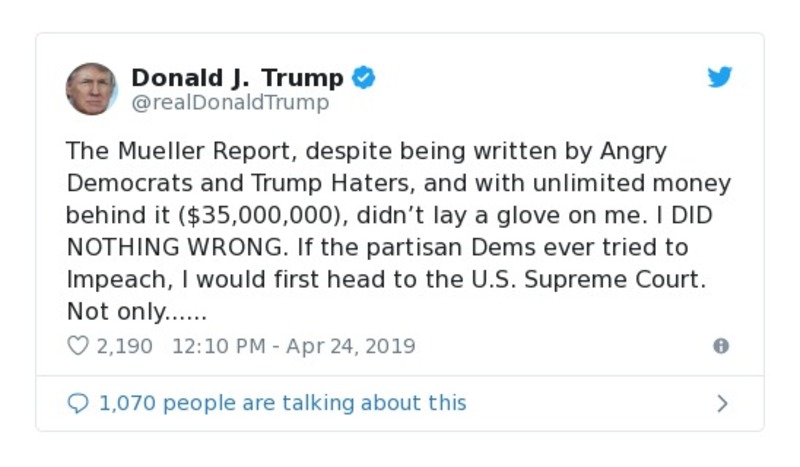 Donald J. Trump
@realDonaldTrump
The Mueller Report, despite being written by Angry
Democrats and Trump Haters, and with unlimited money
behind it ($35,000,000), didn’t lay a glove on me. I DID
NOTHING WRONG. If the partisan Dems ever tried to
Impeach, I would first head to the U.S. Supreme Court.
Not only......
2,190 12:10 PM - Apr 24, 2019
1,070 people are talking about this